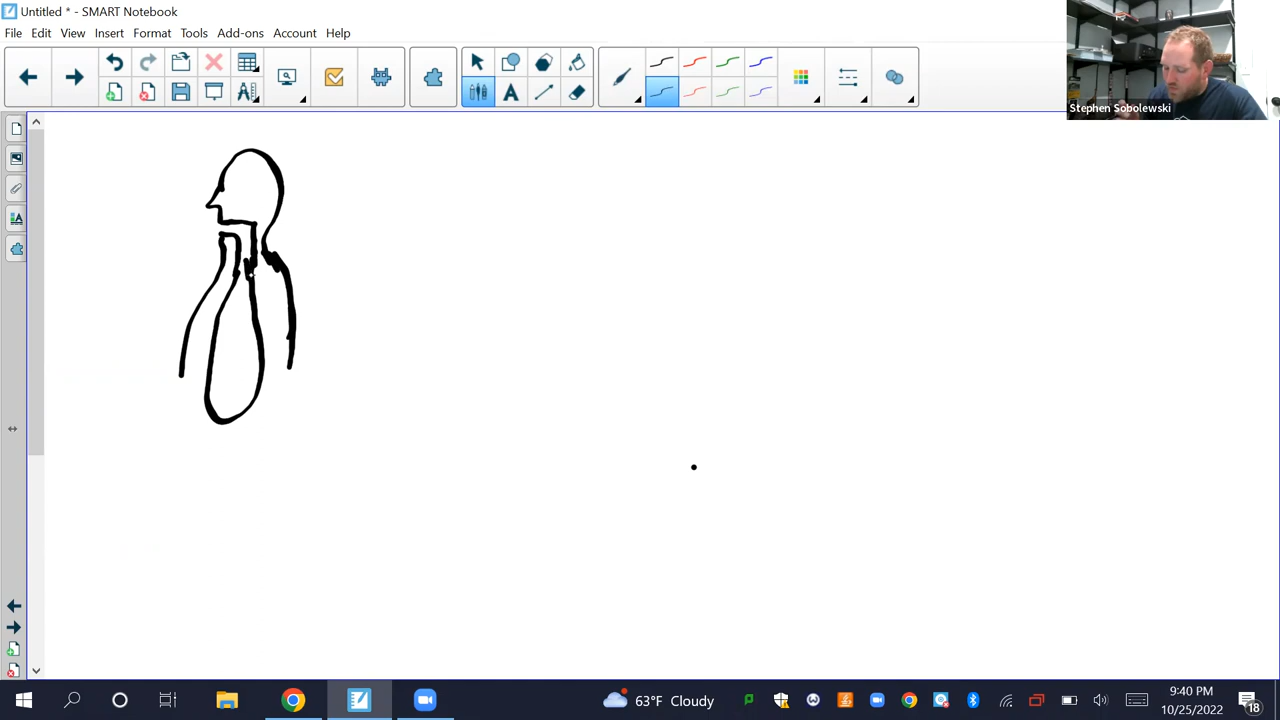 Untitled * - SMART Notebook
File Edit View Insert Format Tools Add-ons Account Help
Stephen Sobolewski
63°F Cloudy
9:40 PM
10/25/2022
18